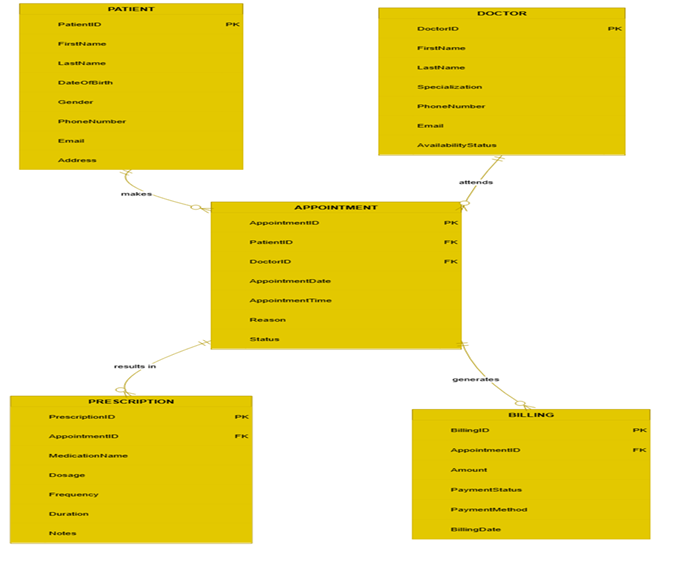 PATIENT
PatientID PK
FirstName
LastName
DateOfBirth
Gender
PhoneNumber
Email
Address
DOCTOR
DoctorID PK
FirstName
LastName
Specialization
PhoneNumber
Email
AvailabilityStatus
makes
attends
APPOINTMENT
AppointmentID PK
PatientID FK
DoctorID FK
AppointmentDate
AppointmentTime
Reason
Status
results in
generates
PRESCRIPTION
PrescriptionID PK
AppointmentID FK
MedicationName
Dosage
Frequency
Duration
Notes
BILLING
BillingID PK
AppointmentID FK
Amount
PaymentStatus
PaymentMethod
BillingDate